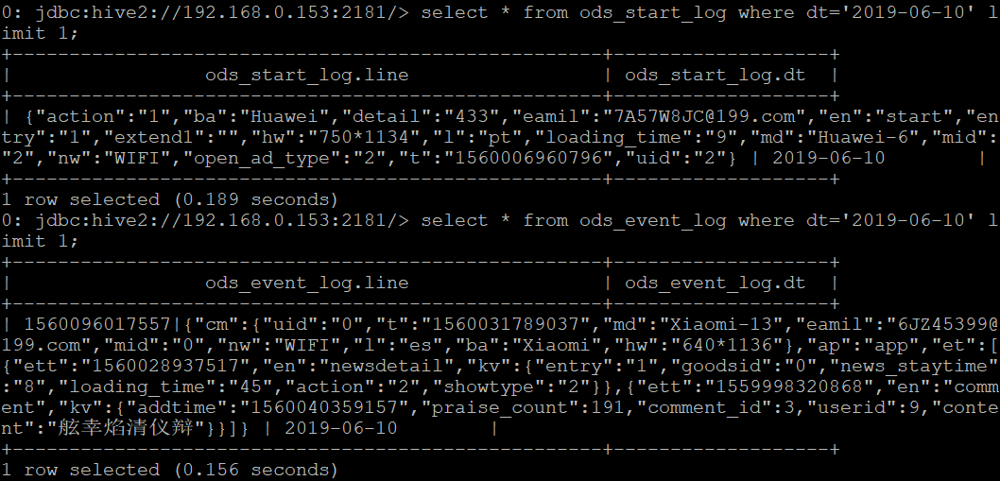 0: jdbc:hive2://192.168.0.153:2181/> select * from ods_start_log where dt='2019-06-10' l
imit 1;
+----------------------------------------------------+-------------------+
|                 ods_start_log.line                 | ods_start_log.dt  |
+----------------------------------------------------+-------------------+
| {"action":"1","ba":"Huawei","detail":"433","eamil":"7A57W8JC@199.com","en":"start","en
try":"1","extend1":"","hw":"750*1134","l":"pt","loading_time":"9","md":"Huawei-6","mid":
"2","nw":"WIFI","open_ad_type":"2","t":"1560006960796","uid":"2"} | 2019-06-10        |
+----------------------------------------------------+-------------------+
1 row selected (0.189 seconds)
0: jdbc:hive2://192.168.0.153:2181/> select * from ods_event_log where dt='2019-06-10' l
imit 1;
+----------------------------------------------------+-------------------+
|                 ods_event_log.line                 | ods_event_log.dt  |
+----------------------------------------------------+-------------------+
| 1560096017557|{"cm":{"uid":"0","t":"1560031789037","md":"Xiaomi-13","eamil":"6JZ45399@
199.com","mid":"0","nw":"WIFI","l":"es","ba":"Xiaomi","hw":"640*1136"},"ap":"app","et":[
{"ett":"1560028937517","en":"newsdetail","kv":{"entry":"1","goodsid":"0","news_staytime"
:"8","loading_time":"45","action":"2","showtype":"2"}},{"ett":"1559998320868","en":"comm
ent","kv":{"addtime":"1560040359157","praise_count":191,"comment_id":3,"userid":9,"conte
nt":"舷幸焰清仪辩"}}]} | 2019-06-10        |
+----------------------------------------------------+-------------------+
1 row selected (0.156 seconds)